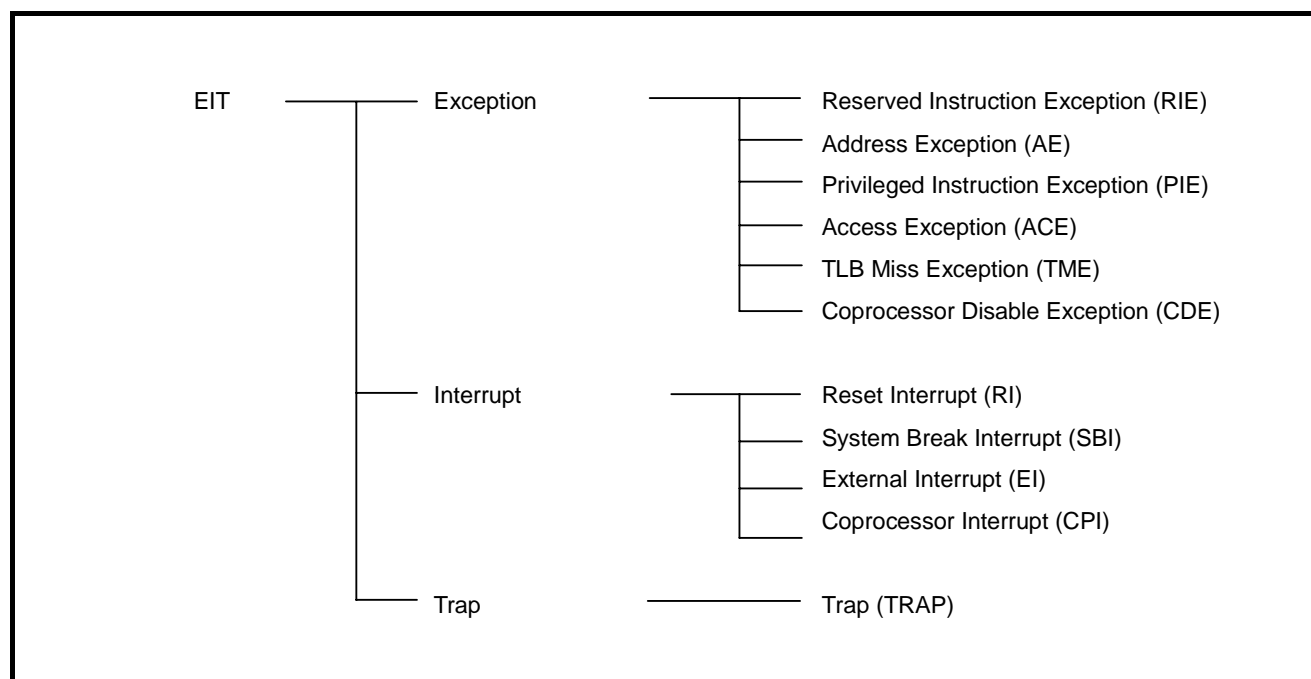 EIT
Exception
Reserved Instruction Exception (RIE)
Address Exception (AE)
Privileged Instruction Exception (PIE)
Access Exception (ACE)
TLB Miss Exception (TME)
Coprocessor Disable Exception (CDE)
Interrupt
Reset Interrupt (RI)
System Break Interrupt (SBI)
External Interrupt (EI)
Coprocessor Interrupt (CPI)
Trap
Trap (TRAP)